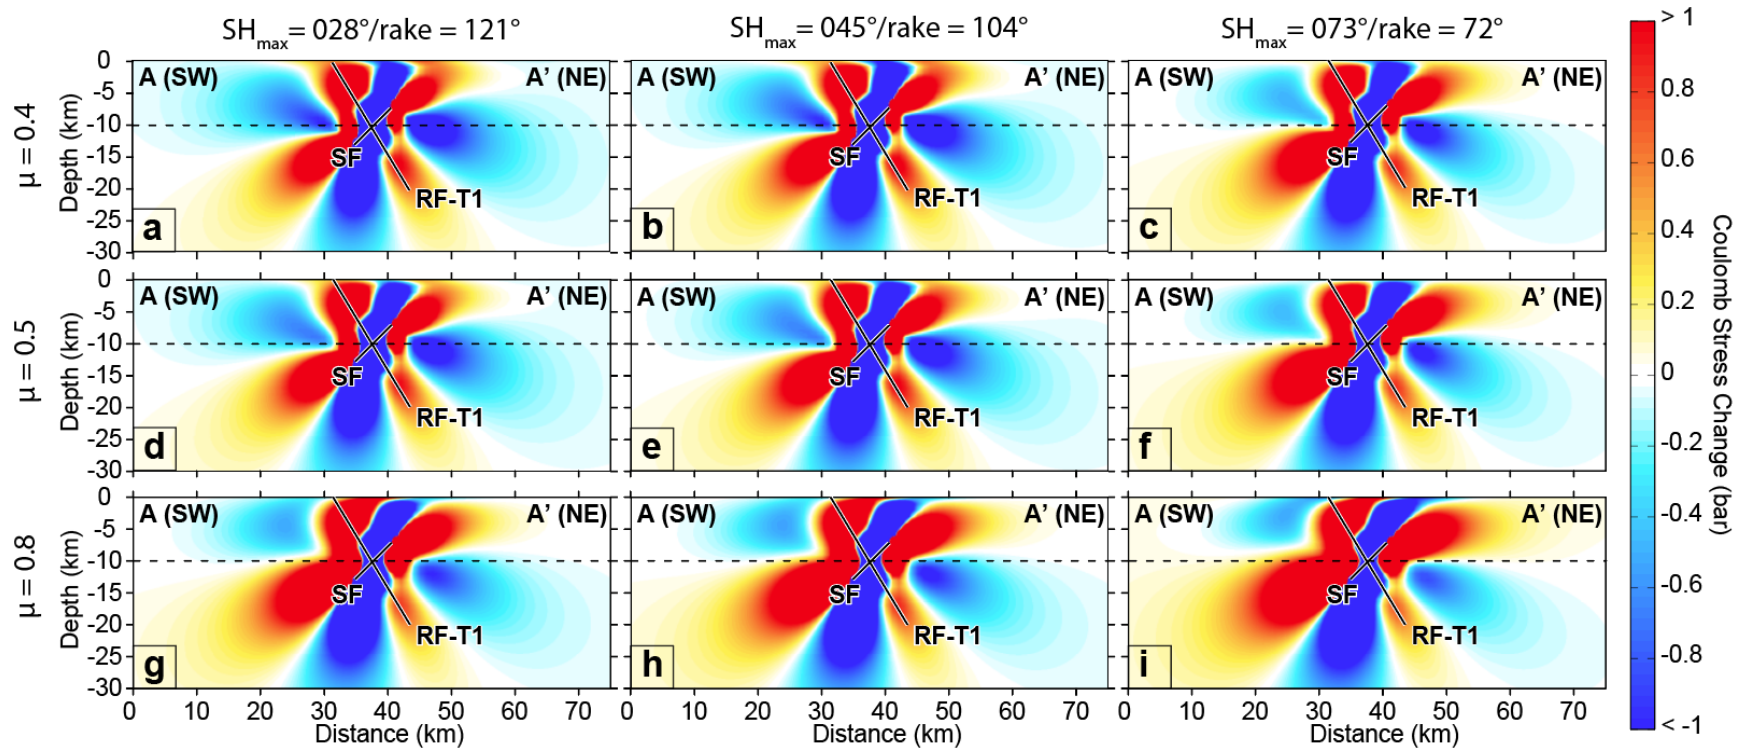 SHmax = 028°/rake = 121°
SHmax = 045°/rake = 104°
SHmax = 073°/rake = 72°
> 1
0.8
0.6
0.4
0.2
0
-0.2
-0.4
-0.6
-0.8
< -1
Coulomb Stress Change (bar)
μ = 0.4
Depth (km)
0
-5
-10
-15
-20
-25
-30
A (SW)
A' (NE)
SF
RF-T1
a
A (SW)
A' (NE)
SF
RF-T1
b
A (SW)
A' (NE)
SF
RF-T1
c
μ = 0.5
Depth (km)
0
-5
-10
-15
-20
-25
-30
A (SW)
A' (NE)
SF
RF-T1
d
A (SW)
A' (NE)
SF
RF-T1
e
A (SW)
A' (NE)
SF
RF-T1
f
μ = 0.8
Depth (km)
0
-5
-10
-15
-20
-25
-30
A (SW)
A' (NE)
SF
RF-T1
g
A (SW)
A' (NE)
SF
RF-T1
h
A (SW)
A' (NE)
SF
RF-T1
i
0 10 20 30 40 50 60 70
Distance (km)
0 10 20 30 40 50 60 70
Distance (km)
0 10 20 30 40 50 60 70
Distance (km)